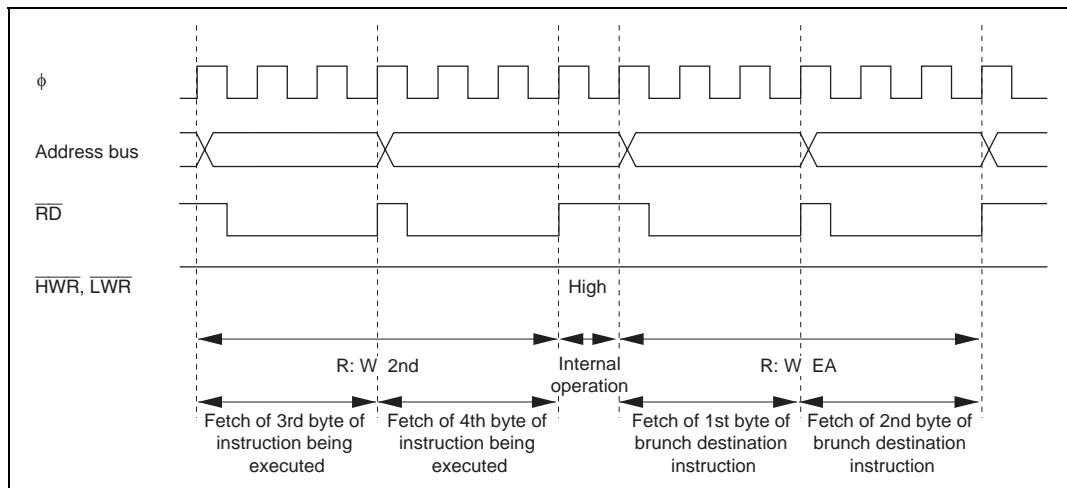 ϕ
Address bus
RD
HWR, LWR
High
R: W 2nd
Internal
operation
R: W EA
Fetch of 3rd byte of
instruction being
executed
Fetch of 4th byte of
instruction being
executed
Fetch of 1st byte of
brunch destination
instruction
Fetch of 2nd byte of
brunch destination
instruction